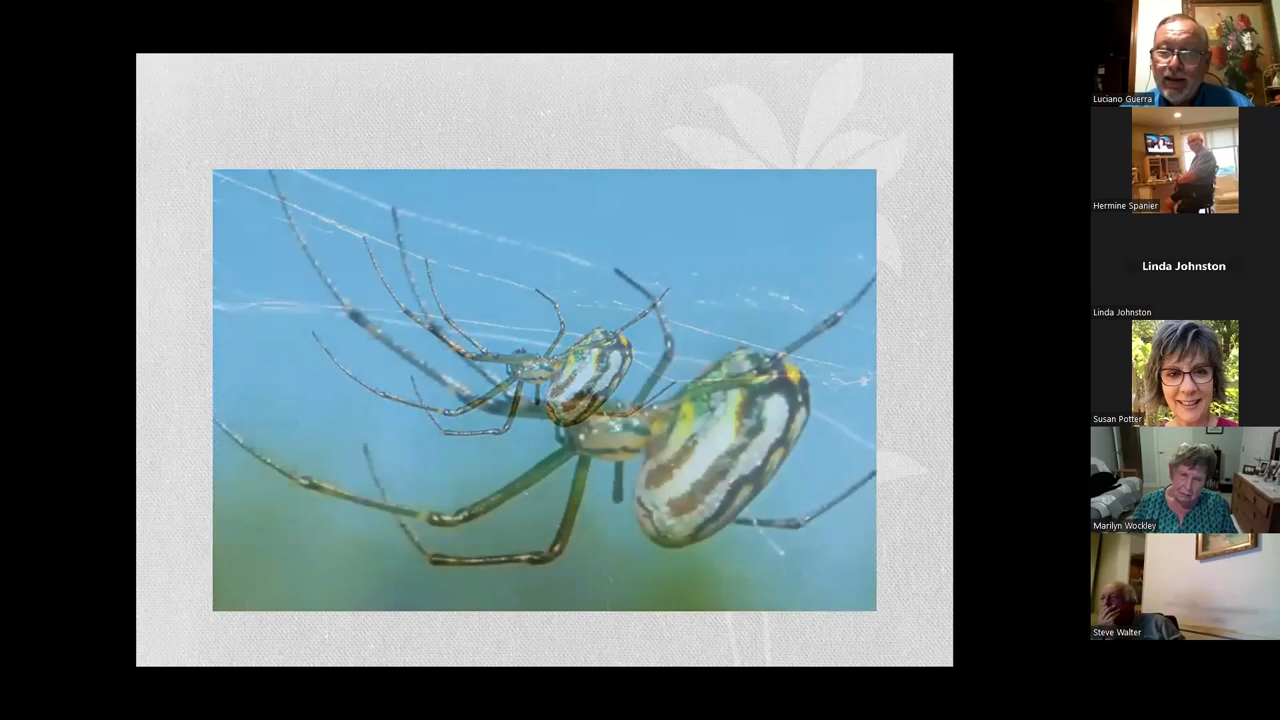 Luciano Guerra
Hermine Spanier
Linda Johnston
Linda Johnston
Susan Potter
Marilyn Wockley
Steve Walter